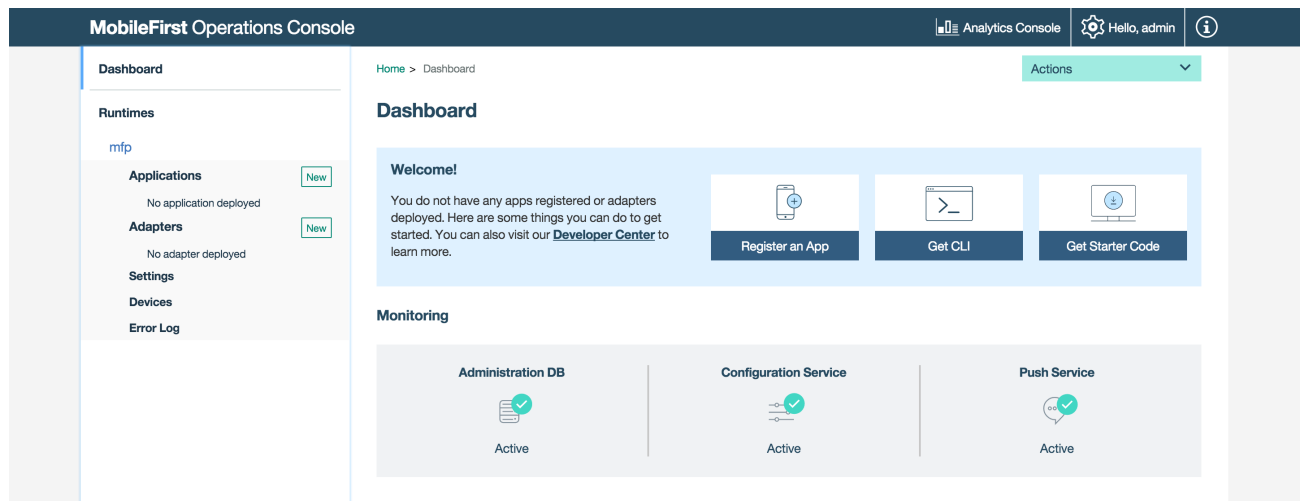 MobileFirst Operations Console
Analytics Console
Hello, admin
Dashboard
Runtimes
mfp
Applications New
No application deployed
Adapters New
No adapter deployed
Settings
Devices
Error Log
Home > Dashboard
Actions
Dashboard
Welcome!
You do not have any apps registered or adapters
deployed. Here are some things you can do to get
started. You can also visit our Developer Center to
learn more.
Register an App
Get CLI
Get Starter Code
Monitoring
Administration DB
Active
Configuration Service
Active
Push Service
Active